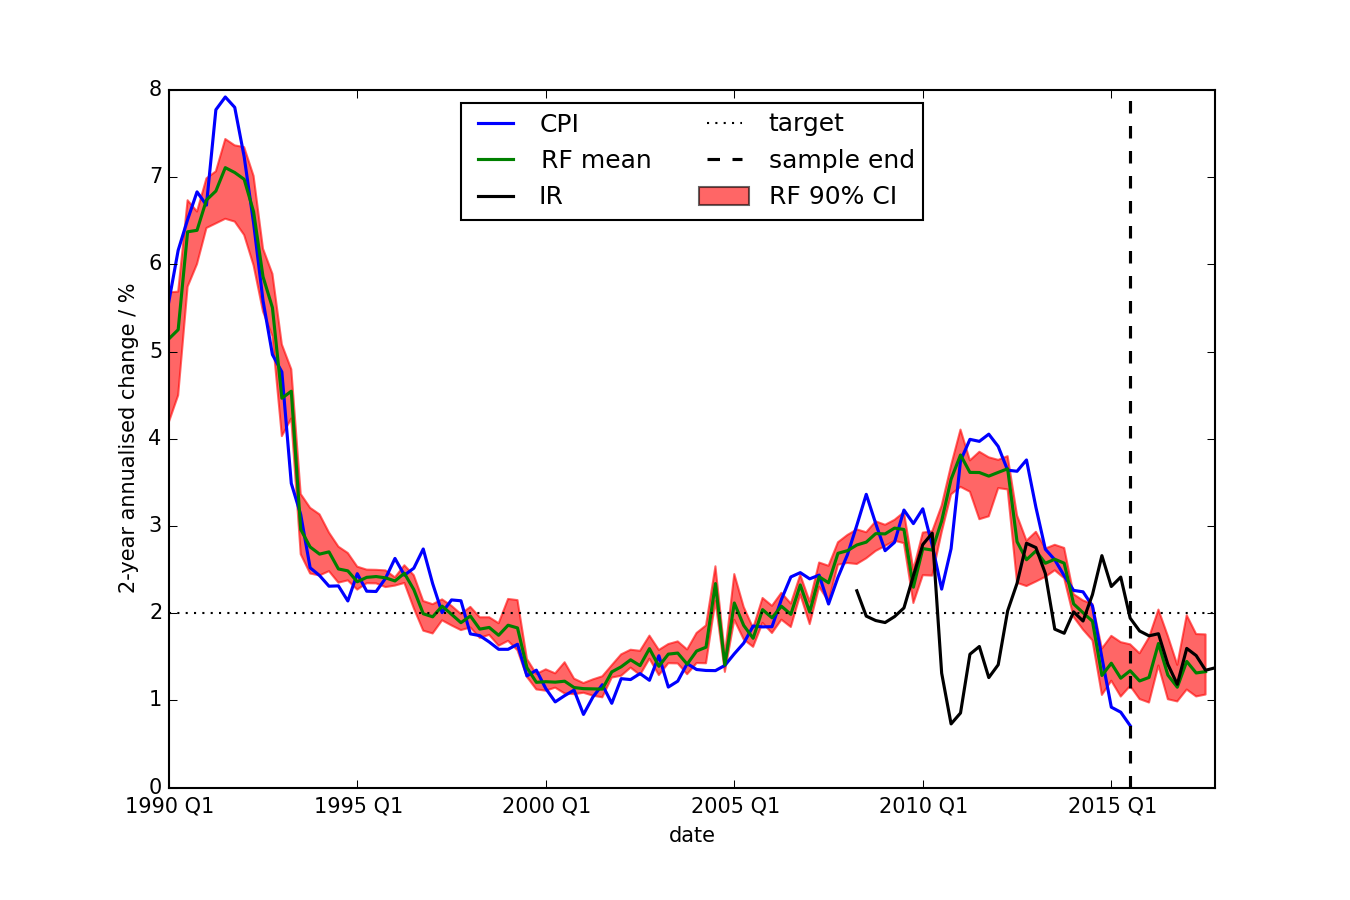 8
7
6
5
4
3
2
1
0
2-year annualised change / %
CPI
RF mean
IR
target
sample end
RF 90% CI
1990 Q1 1995 Q1 2000 Q1 2005 Q1 2010 Q1 2015 Q1
date